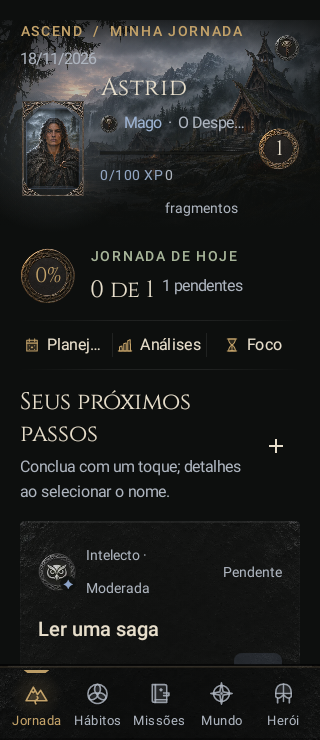 ASCEND / MINHA JORNADA
18/11/2026
Astrid
Mago · O Despe...
1
0/100 XP0
fragmentos
JORNADA DE HOJE
0%
0 de 1 1 pendentes
Planej... Análises Foco
Seus próximos
passos
Conclua com um toque; detalhes
ao selecionar o nome.
Intelecto ·
Moderada
Pendente
Ler uma saga
Jornada Hábitos Missões Mundo Herói